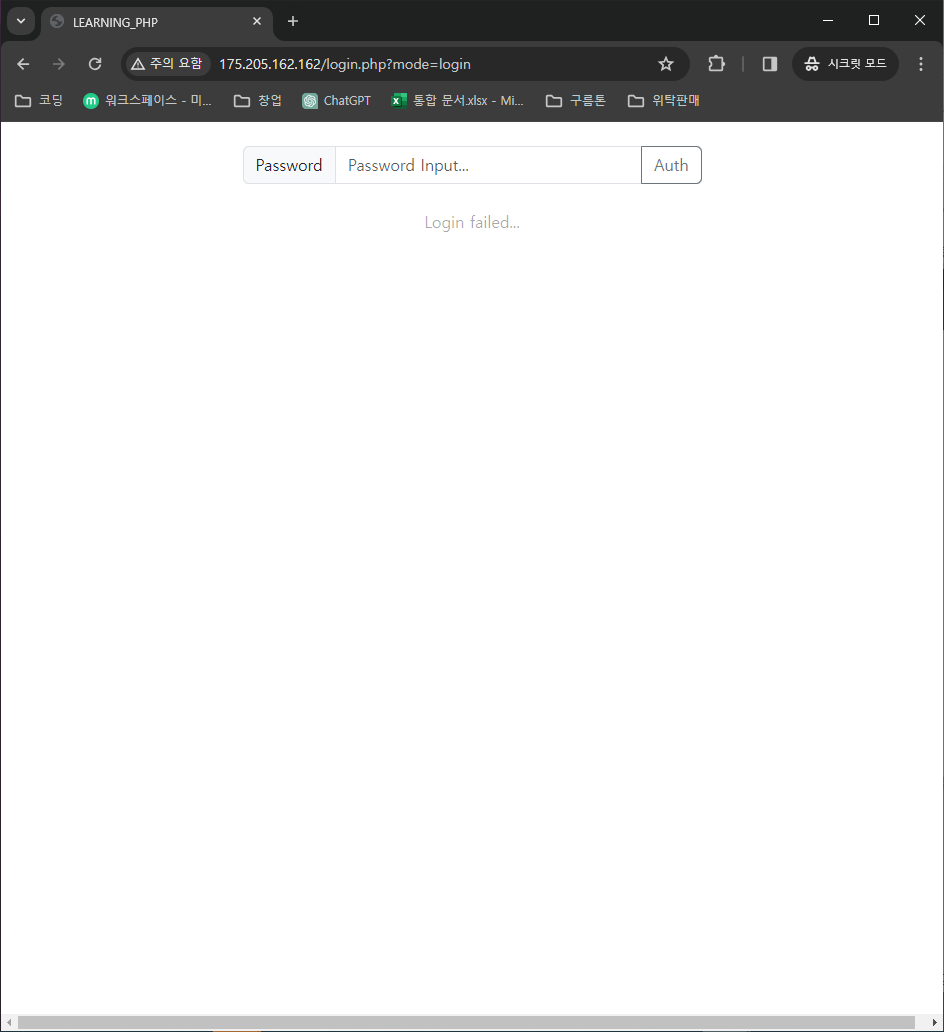 LEARNING_PHP
주의 요함 175.205.162.162/login.php?mode=login 시크릿 모드
코딩 m 워크스페이스 - 미... 창업 ChatGPT 통합 문서.xlsx - Mi... 구름톤 위탁판매
Password Password Input... Auth
Login failed...